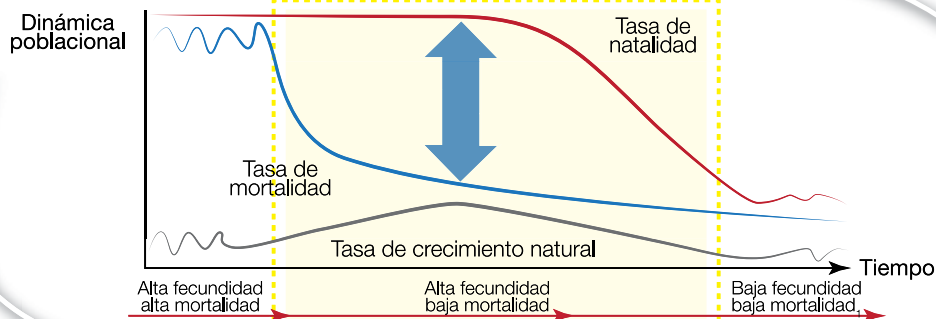 Dinámica
poblacional
Tasa de
natalidad
Tasa de
mortalidad
Tasa de crecimiento natural
Tiempo
Alta fecundidad
alta mortalidad
Alta fecundidad
baja mortalidad
Baja fecundidad
baja mortalidad₁